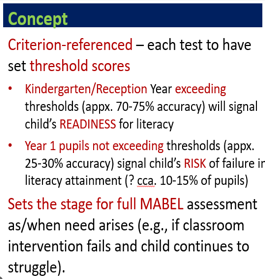 Concept
Criterion-referenced – each test to have
set threshold scores
• Kindergarten/Reception Year exceeding
thresholds (appx. 70-75% accuracy) will signal
child's READINESS for literacy
• Year 1 pupils not exceeding thresholds (appx.
25-30% accuracy) signal child's RISK of failure in
literacy attainment (? cca. 10-15% of pupils)
Sets the stage for full MABEL assessment
as/when need arises (e.g., if classroom
intervention fails and child continues to
struggle).